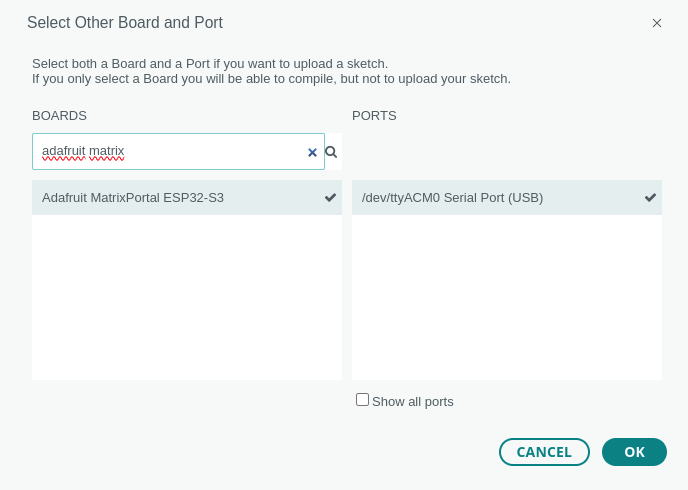 Select Other Board and Port
Select both a Board and a Port if you want to upload a sketch.
If you only select a Board you will be able to compile, but not to upload your sketch.
BOARDS
PORTS
adafruit matrix
Adafruit MatrixPortal ESP32-S3
/dev/ttyACM0 Serial Port (USB)
Show all ports
CANCEL
OK